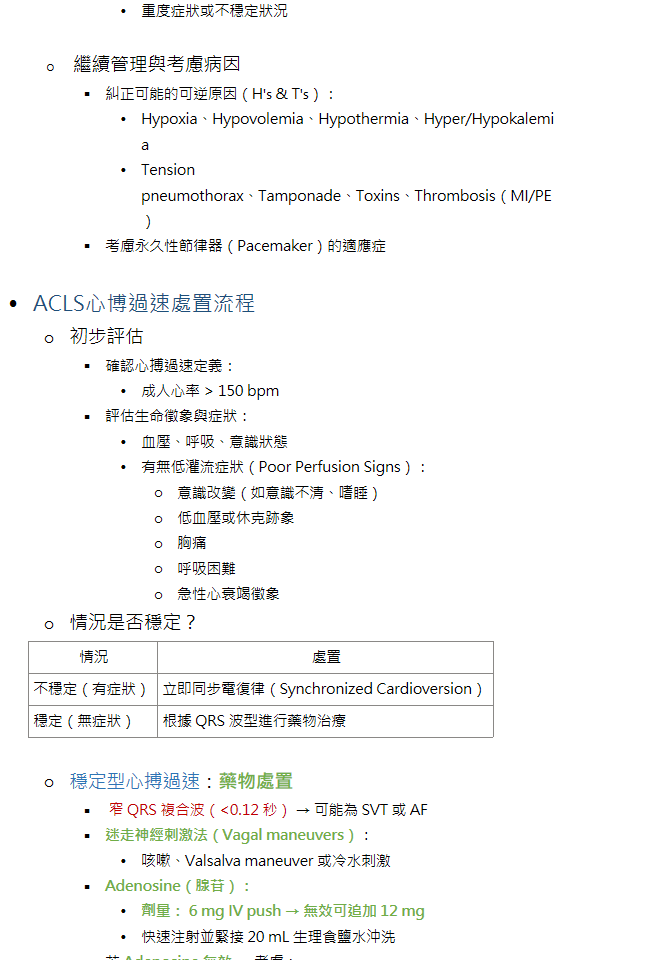 • 重度症狀或不穩定狀況
o 繼續管理與考慮病因
▪ 糾正可能的可逆原因（H's & T's）：
• Hypoxia、Hypovolemia、Hypothermia、Hyper/Hypokalemi
a
• Tension
pneumothorax、Tamponade、Toxins、Thrombosis（MI/PE
）
▪ 考慮永久性節律器（Pacemaker）的適應症
• ACLS心博過速處置流程
o 初步評估
▪ 確認心搏過速定義：
• 成人心率 > 150 bpm
▪ 評估生命徵象與症狀：
• 血壓、呼吸、意識狀態
• 有無低灌流症狀（Poor Perfusion Signs）：
o 意識改變（如意識不清、嗜睡）
o 低血壓或休克跡象
o 胸痛
o 呼吸困難
o 急性心衰竭徵象
o 情況是否穩定？
情況 處置
不穩定（有症狀） 立即同步電復律（Synchronized Cardioversion）
穩定（無症狀） 根據 QRS 波型進行藥物治療
o 穩定型心搏過速：藥物處置
▪ 窄 QRS 複合波（<0.12 秒） → 可能為 SVT 或 AF
▪ 迷走神經刺激法（Vagal maneuvers）：
• 咳嗽、Valsalva maneuver 或冷水刺激
▪ Adenosine（腺苷）：
• 劑量： 6 mg IV push → 無效可追加 12 mg
• 快速注射並緊接 20 mL 生理食鹽水沖洗